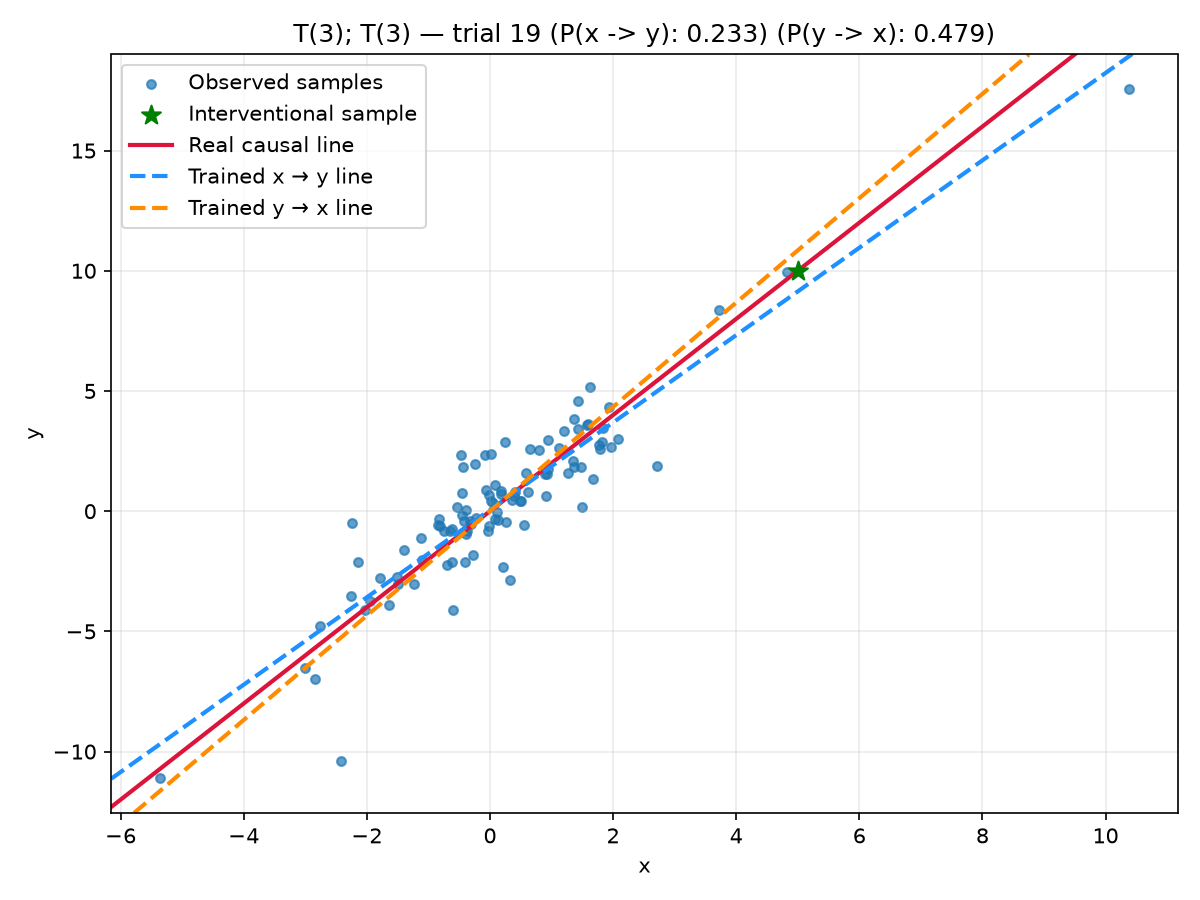 T(3); T(3) — trial 19 (P(x -> y): 0.233) (P(y -> x): 0.479)
Observed samples
Interventional sample
Real causal line
Trained x → y line
Trained y → x line
15
10
5
0
−5
−10
y
−6 −4 −2 0 2 4 6 8 10
x